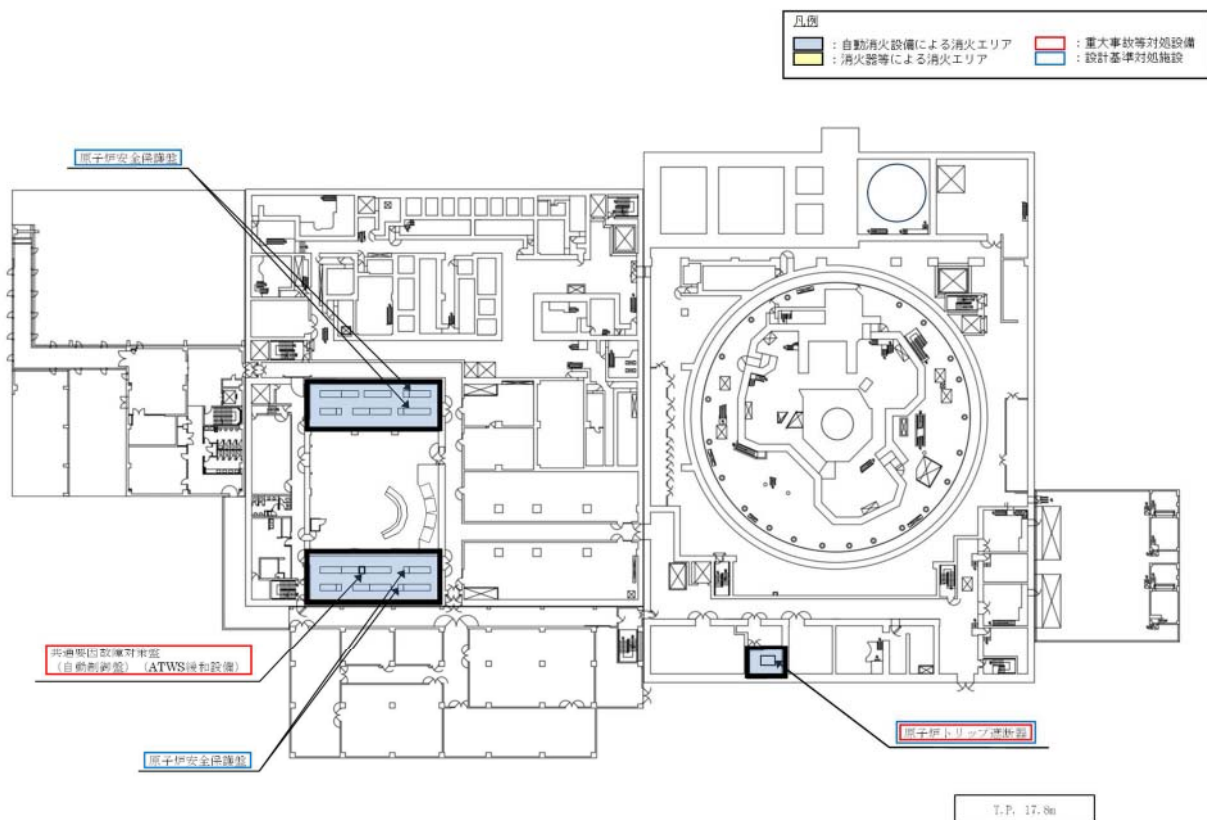 凡例
：自動消火設備による消火エリア
：重大事故等対処設備
：消火器等による消火エリア
：設計基準対処施設
原子炉安全保護盤
共通要因故障対策盤
（自動制御盤）（ATWS緩和設備）
原子炉安全保護盤
原子炉トリップ遮断器
T.P. 17.8m